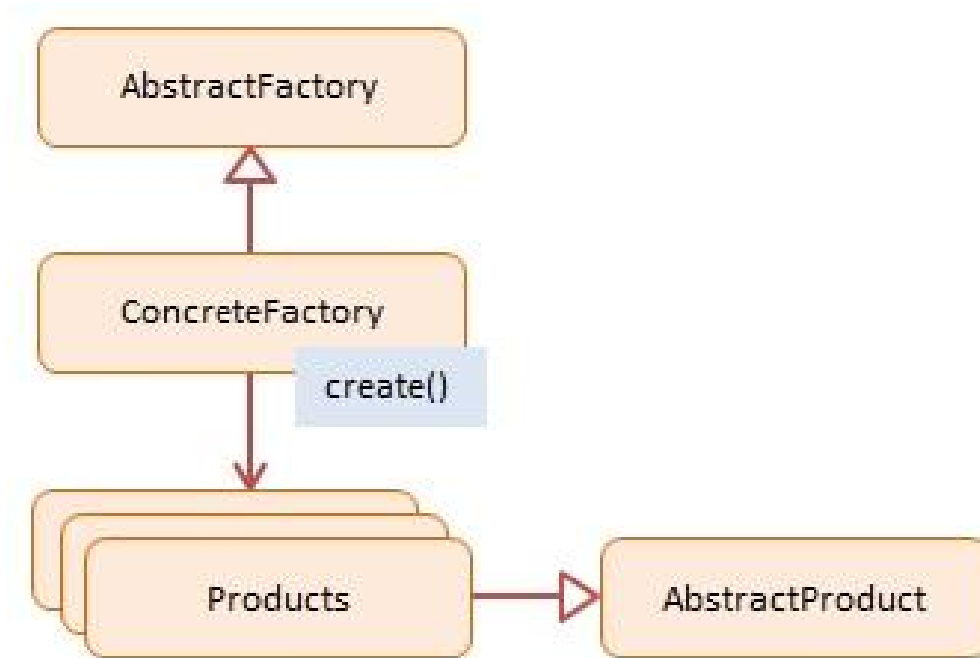 AbstractFactory
ConcreteFactory
create()
Products
AbstractProduct